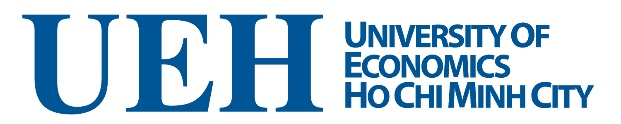 UEH
UNIVERSITY OF
ECONOMICS
HO CHI MINH CITY